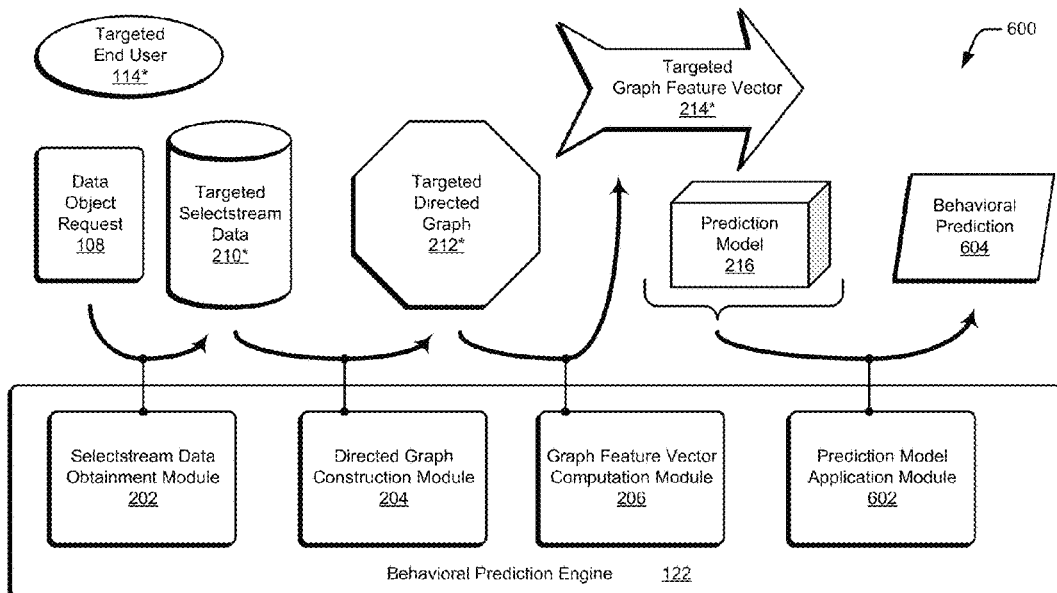 600
Targeted
End User
114*
Targeted
Graph Feature Vector
214*
Data
Object
Request
108
Targeted
Selectstream
Data
210*
Targeted
Directed
Graph
212*
Prediction
Model
216
Behavioral
Prediction
604
Selectstream Data
Obtainment Module
202
Directed Graph
Construction Module
204
Graph Feature Vector
Computation Module
206
Prediction Model
Application Module
602
Behavioral Prediction Engine 122